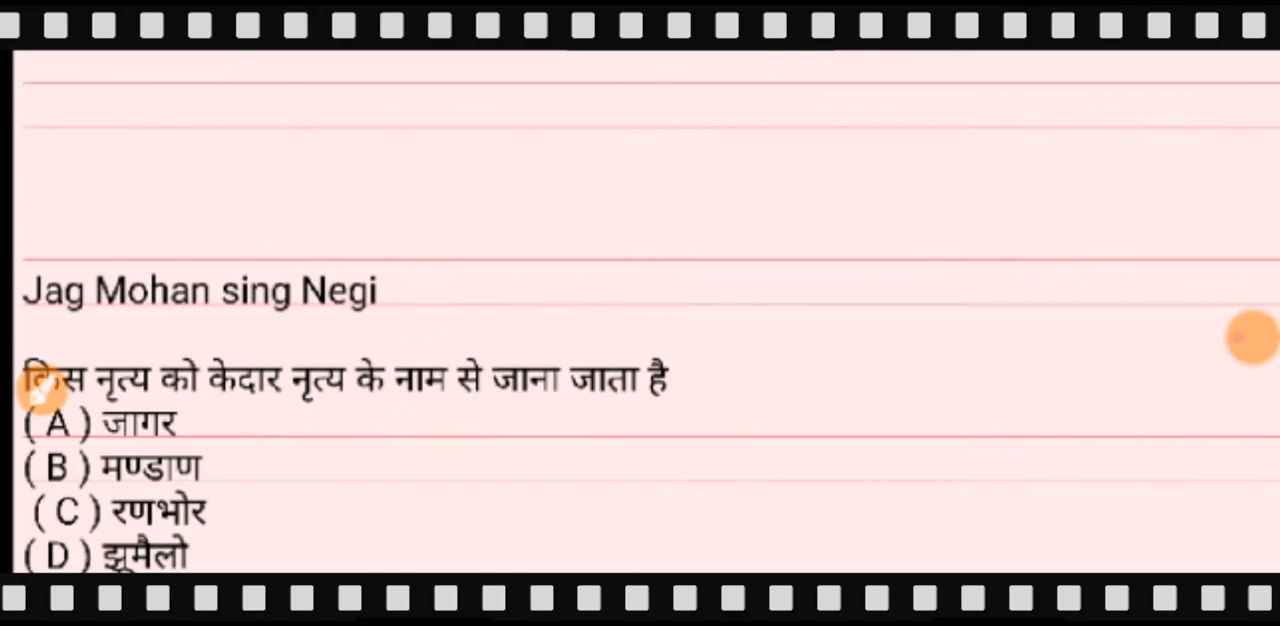 Jag Mohan sing Negi
किस नृत्य को केदार नृत्य के नाम से जाना जाता है
( A ) जागर
( B ) मण्डाण
( C ) रणभोर
( D ) झूमैलो